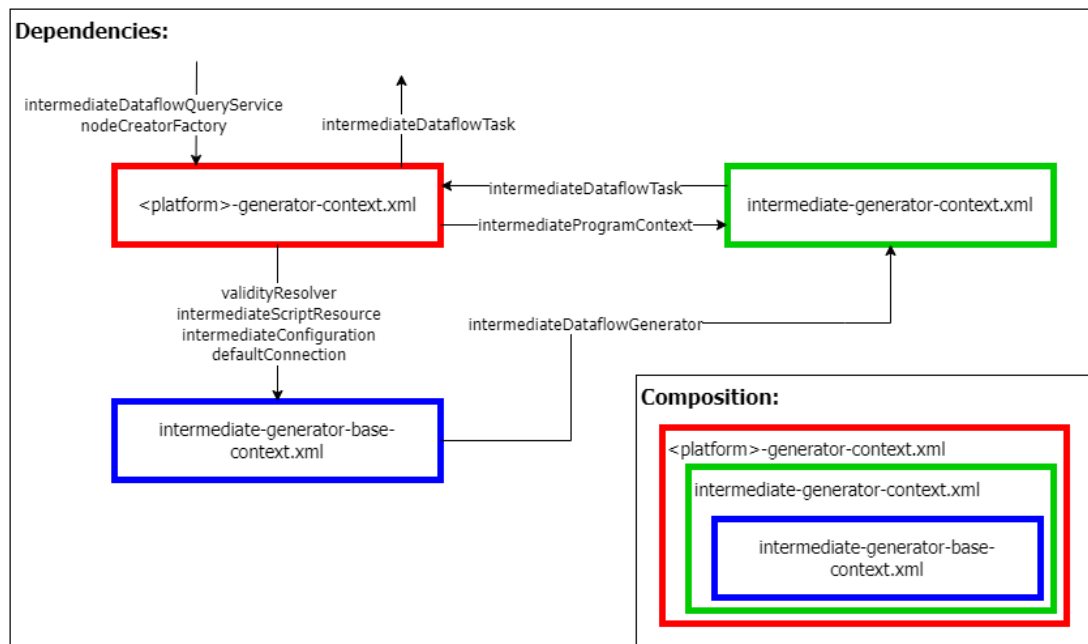 Dependencies:
intermediateDataflowQueryService
nodeCreatorFactory
intermediateDataflowTask
<platform>-generator-context.xml
intermediateDataflowTask
intermediateProgramContext
intermediate-generator-context.xml
validityResolver
intermediateScriptResource
intermediateConfiguration
defaultConnection
intermediateDataflowGenerator
intermediate-generator-base-
context.xml
Composition:
<platform>-generator-context.xml
intermediate-generator-context.xml
intermediate-generator-base-
context.xml